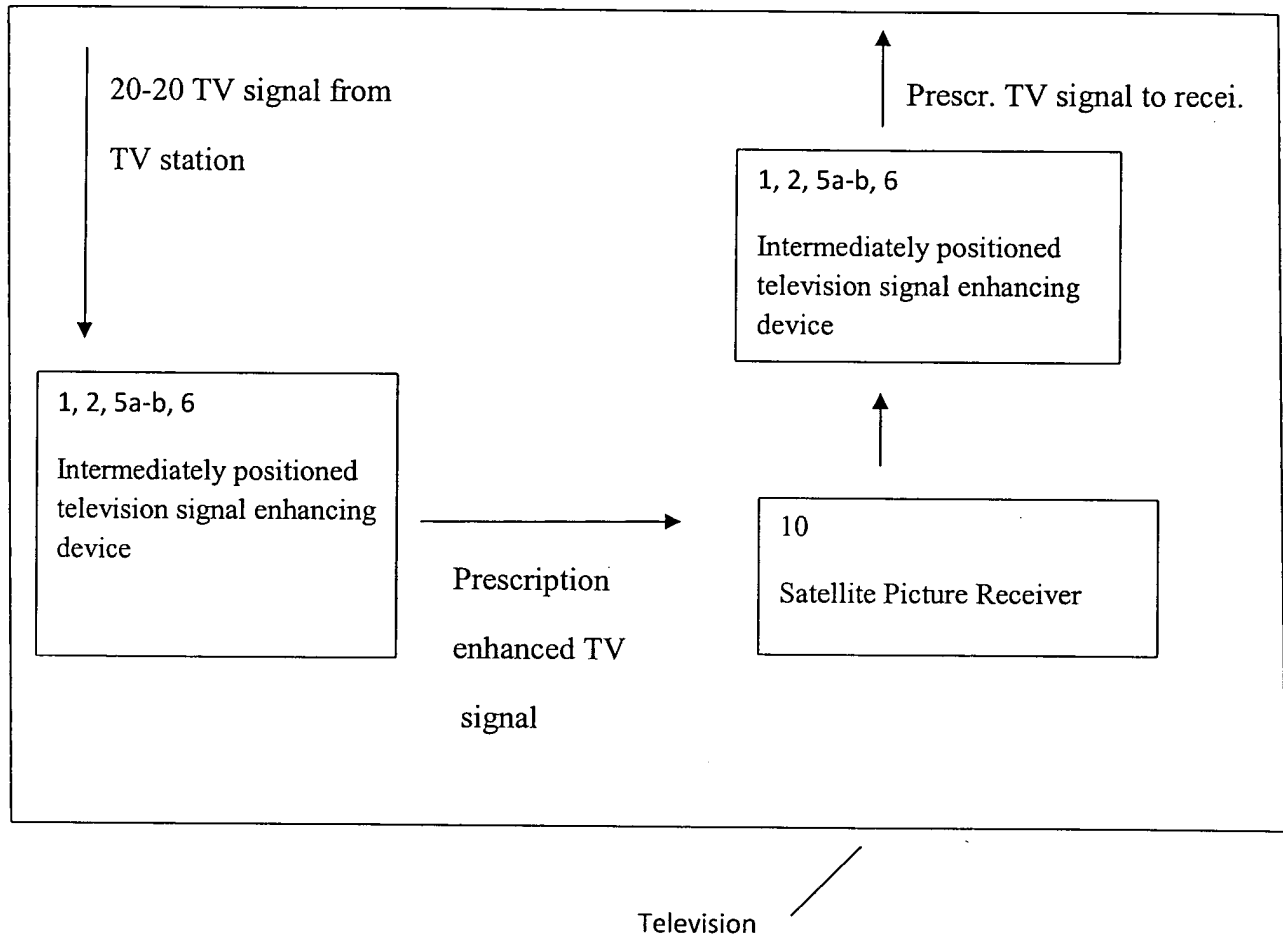 20-20 TV signal from
TV station
1, 2, 5a-b, 6
Intermediately positioned
television signal enhancing
device
Prescription
enhanced TV
signal
Prescr. TV signal to recei.
1, 2, 5a-b, 6
Intermediately positioned
television signal enhancing
device
10
Satellite Picture Receiver
Television